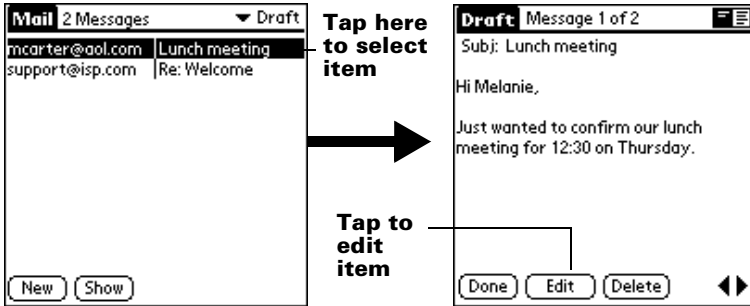 Mail 2 Messages Draft
mcarter@aol.com Lunch meeting
support@isp.com Re: Welcome
New Show
Tap here
to select
item
Tap to
edit
item
Draft Message 1 of 2
Subj: Lunch meeting
Hi Melanie,
Just wanted to confirm our lunch
meeting for 12:30 on Thursday.
Done Edit Delete